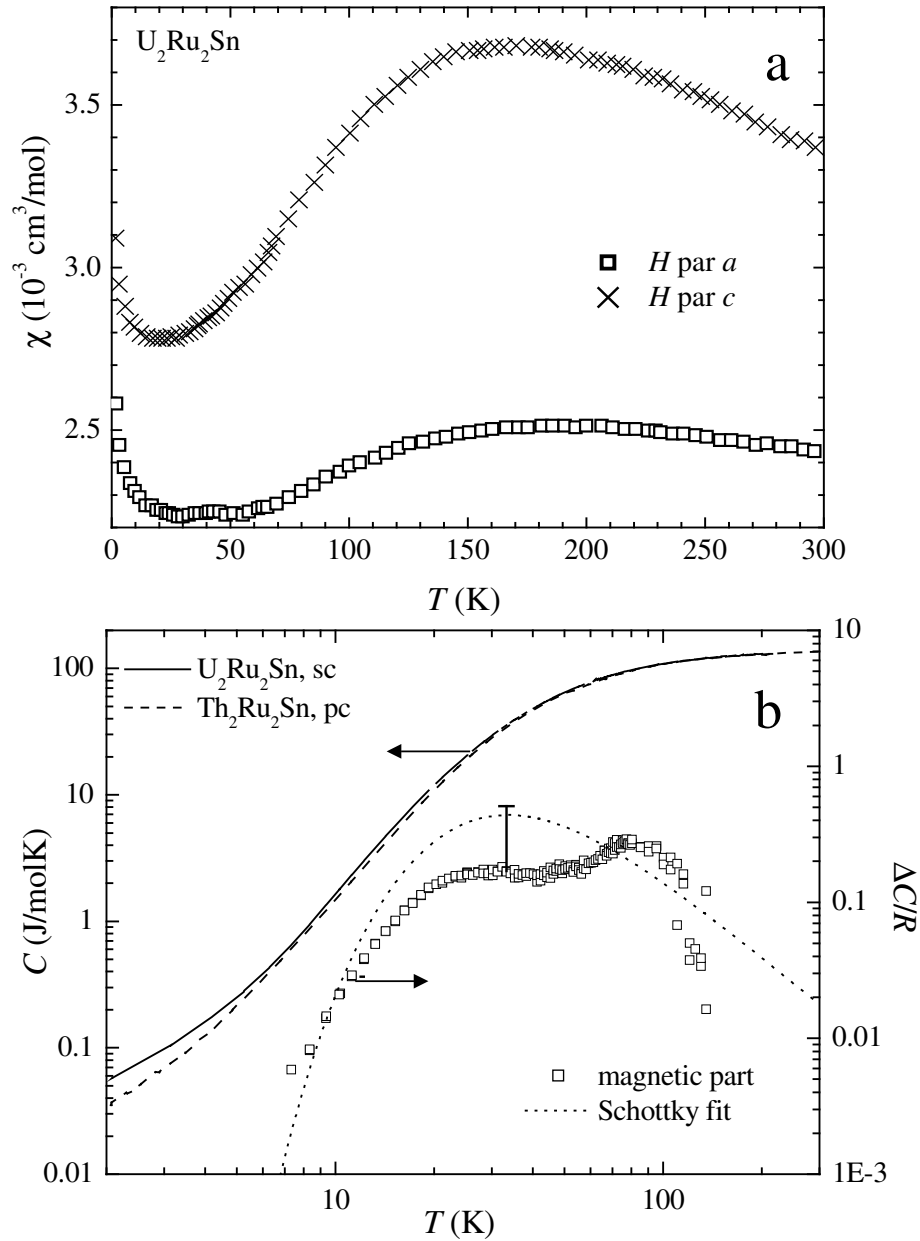 U₂Ru₂Sn
a
3.5
3.0
2.5
χ (10⁻³ cm³/mol)
H par a
H par c
0
50
100
150
200
250
300
T (K)
U₂Ru₂Sn, sc
Th₂Ru₂Sn, pc
b
100
10
1
0.1
0.01
C (J/molK)
10
1
0.1
0.01
1E-3
ΔC/R
magnetic part
Schottky fit
10
100
T (K)